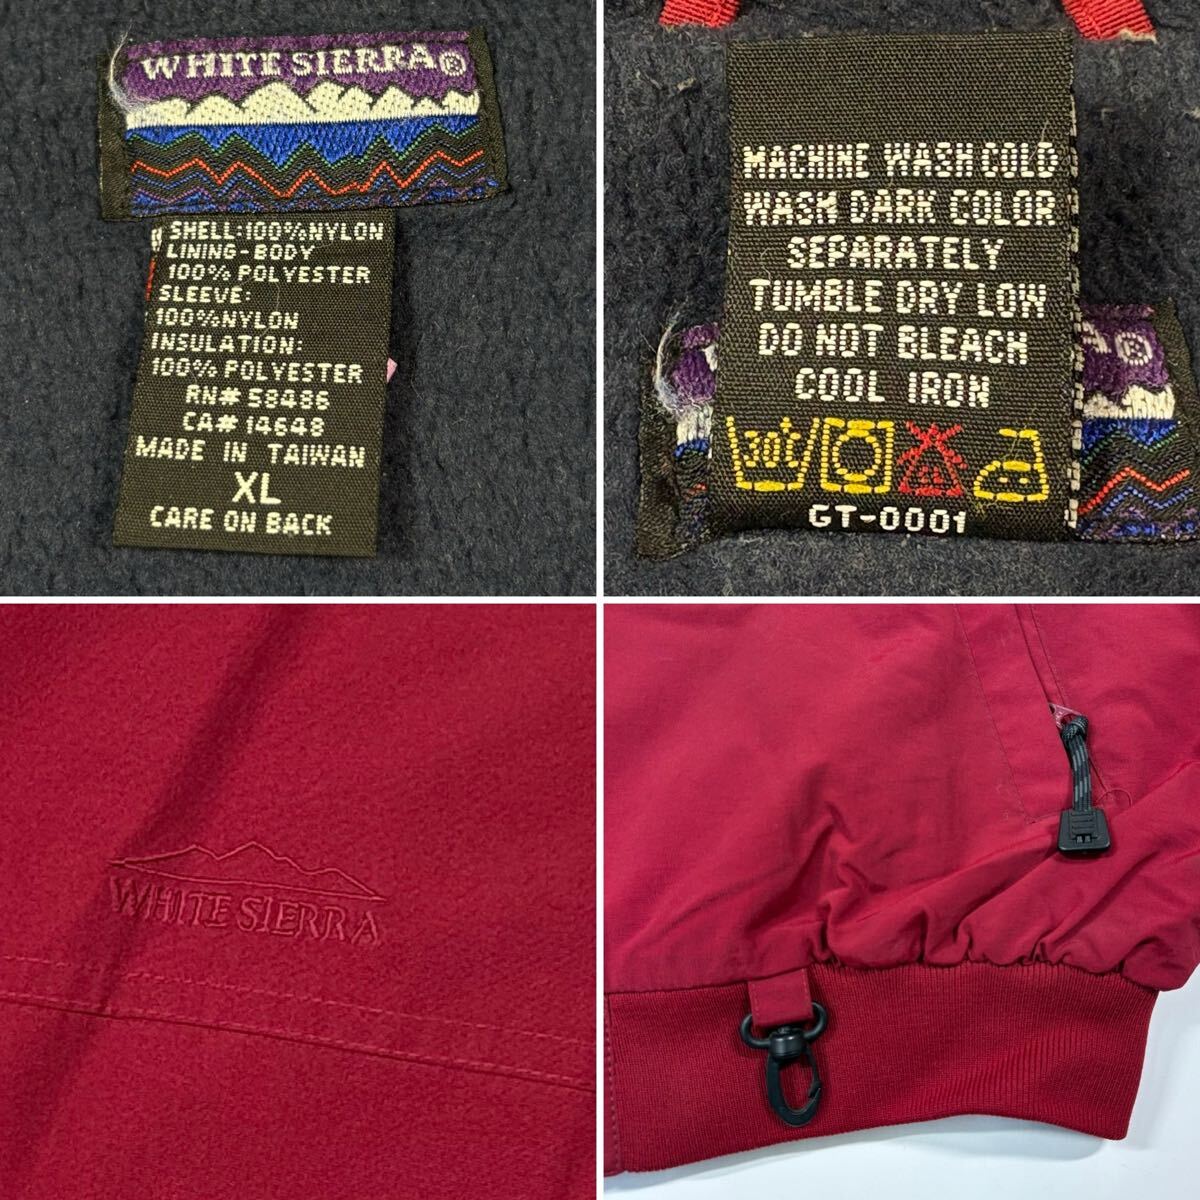 WHITE SIERRA®
SHELL:100%NYLON
LINING-BODY
100% POLYESTER
SLEEVE:
100%NYLON
INSULATION:
100% POLYESTER
RN# 58486
CA# 14648
MADE IN TAIWAN
XL
CARE ON BACK
MACHINE WASH COLD
WASH DARK COLOR
SEPARATELY
TUMBLE DRY LOW
DO NOT BLEACH
COOL IRON
30°c
GT-0001
A®
WHITE SIERRA